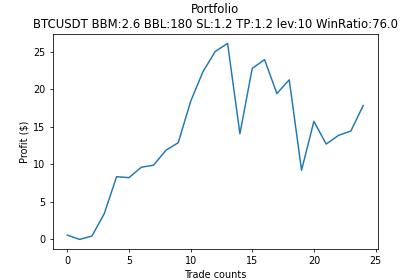 Portfolio
BTCUSDT BBM:2.6 BBL:180 SL:1.2 TP:1.2 lev:10 WinRatio:76.0
25
20
15
10
5
0
Profit ($)
0 5 10 15 20 25
Trade counts